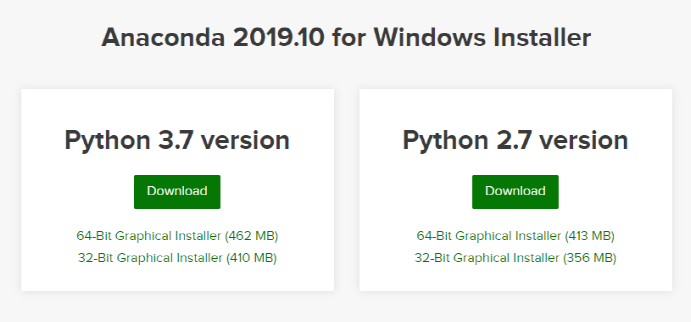 Anaconda 2019.10 for Windows Installer
Python 3.7 version
Download
64-Bit Graphical Installer (462 MB)
32-Bit Graphical Installer (410 MB)
Python 2.7 version
Download
64-Bit Graphical Installer (413 MB)
32-Bit Graphical Installer (356 MB)